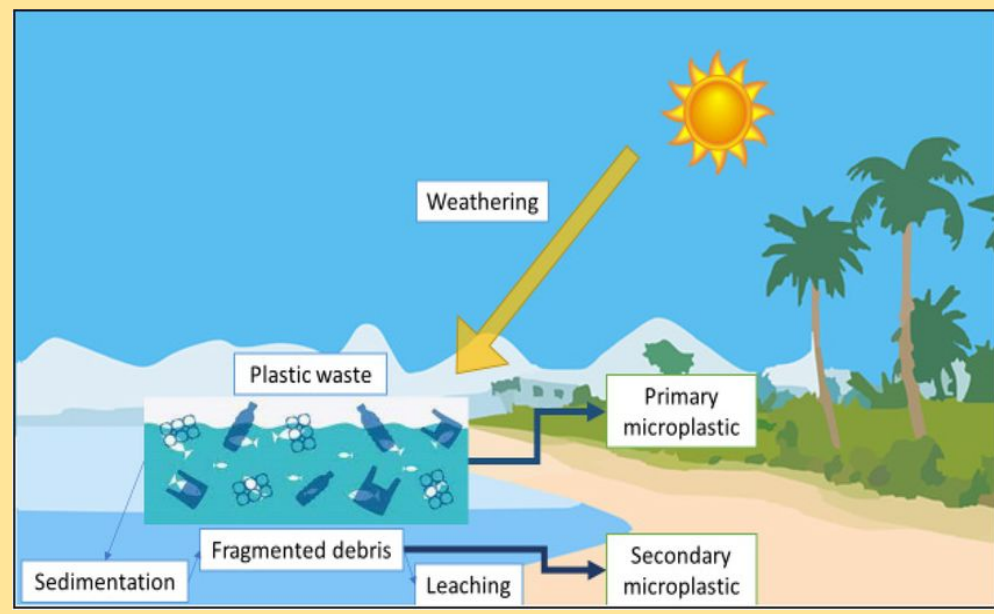 Weathering
Plastic waste
Primary
microplastic
Fragmented debris
Secondary
microplastic
Sedimentation
Leaching